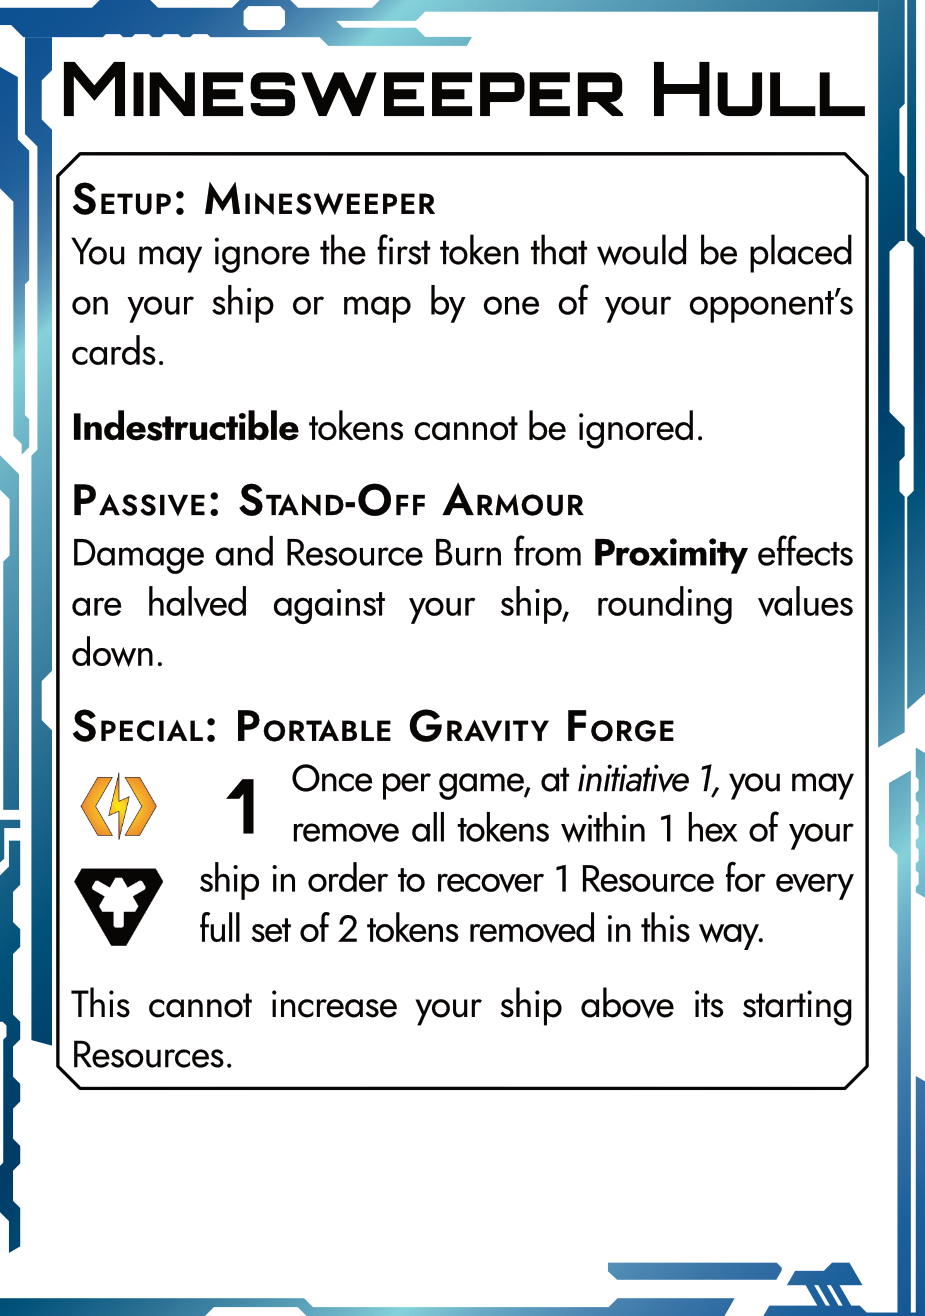 Minesweeper Hull
Setup: Minesweeper
You may ignore the first token that would be placed
on your ship or map by one of your opponent's
cards.
Indestructible tokens cannot be ignored.
Passive: Stand-Off Armour
Damage and Resource Burn from Proximity effects
are halved against your ship, rounding values
down.
Special: Portable Gravity Forge
1 Once per game, at initiative 1, you may
remove all tokens within 1 hex of your
ship in order to recover 1 Resource for every
full set of 2 tokens removed in this way.
This cannot increase your ship above its starting
Resources.